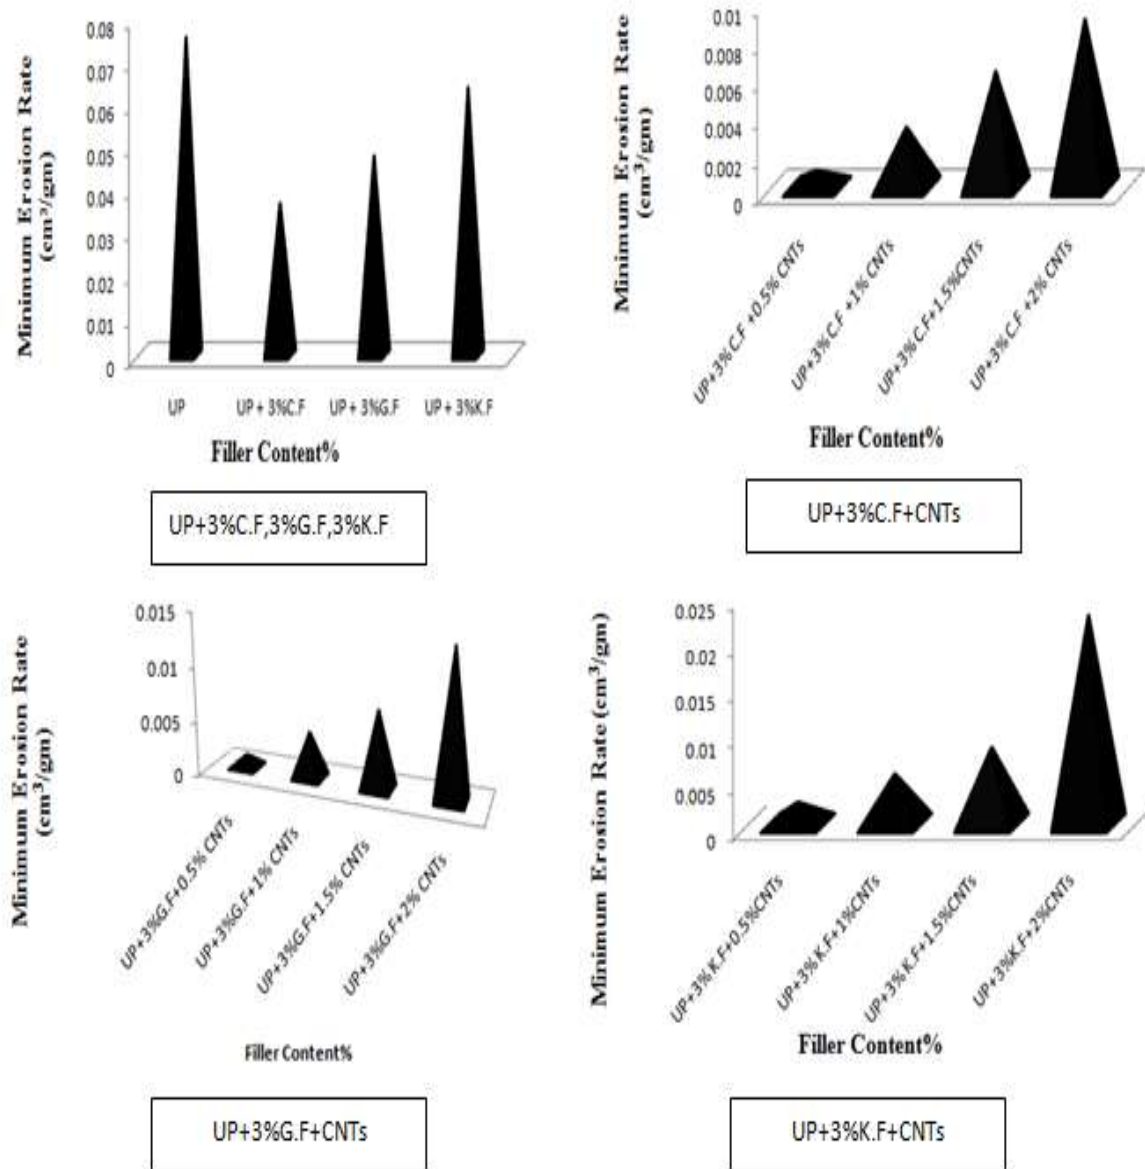 Minimum Erosion Rate
(cm³/gm)
0.08
0.07
0.06
0.05
0.04
0.03
0.02
0.01
0
UP
UP + 3%C.F
UP + 3%G.F
UP + 3%K.F
Filler Content%
UP+3%C.F,3%G.F,3%K.F
Minimum Erosion Rate
(cm³/gm)
0.01
0.008
0.006
0.004
0.002
0
UP+3% C.F +0.5% CNTs
UP+3% C.F +1% CNTs
UP+3% C.F+1.5%CNTs
UP+3% C.F +2% CNTs
Filler Content%
UP+3%C.F+CNTs
Minimum Erosion Rate
(cm³/gm)
0.015
0.01
0.005
0
UP+3%G.F+0.5% CNTs
UP+3%G.F+1% CNTs
UP+3%G.F+1.5% CNTs
UP+3%G.F+2% CNTs
Filler Content%
UP+3%G.F+CNTs
Minimum Erosion Rate (cm³/gm)
0.025
0.02
0.015
0.01
0.005
0
UP+3% K.F+0.5%CNTs
UP+3% K.F+1%CNTs
UP+3% K.F+1.5%CNTs
UP+3%K.F+2%CNTs
Filler Content%
UP+3%K.F+CNTs